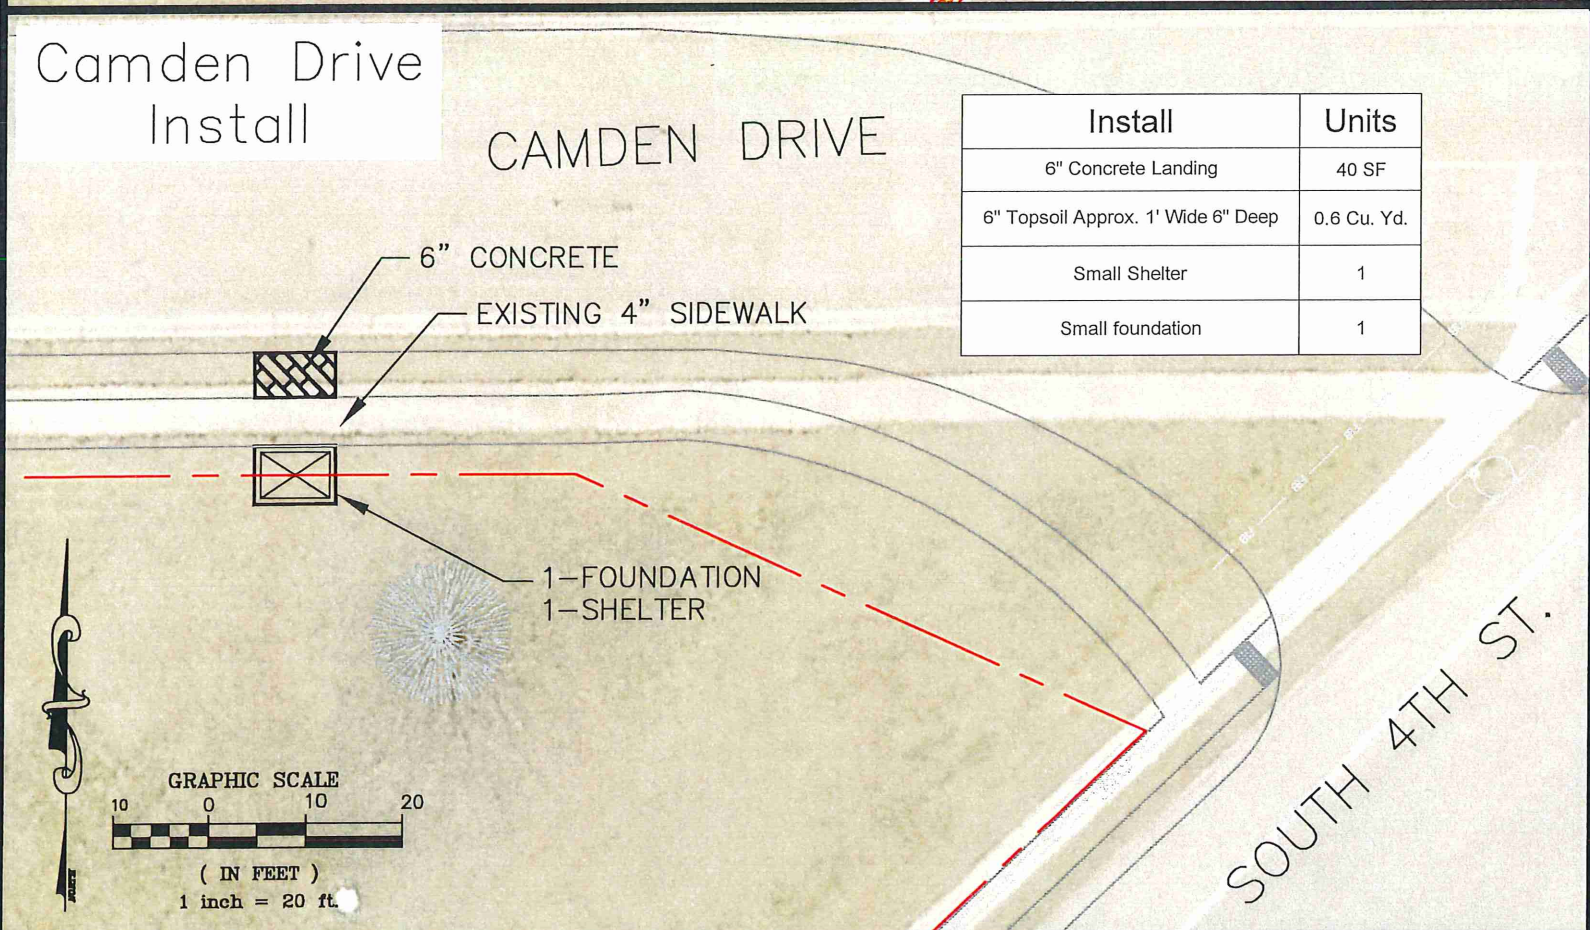 Camden Drive
Install
CAMDEN DRIVE
Install Units
6" Concrete Landing 40 SF
6" Topsoil Approx. 1' Wide 6" Deep 0.6 Cu. Yd.
Small Shelter 1
Small foundation 1
6" CONCRETE
EXISTING 4" SIDEWALK
1-FOUNDATION
1-SHELTER
SOUTH 4TH ST.
GRAPHIC SCALE
10 0 10 20
( IN FEET )
1 inch = 20 ft.